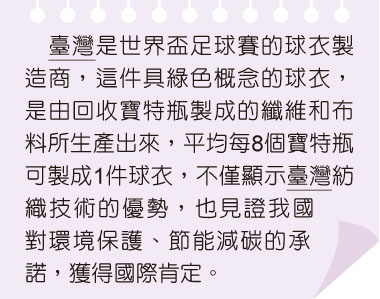 臺灣是世界盃足球賽的球衣製
造商，這件具綠色概念的球衣，
是由回收寶特瓶製成的纖維和布
料所生產出來，平均每8個寶特瓶
可製成1件球衣，不僅顯示臺灣紡
織技術的優勢，也見證我國
對環境保護、節能減碳的承
諾，獲得國際肯定。